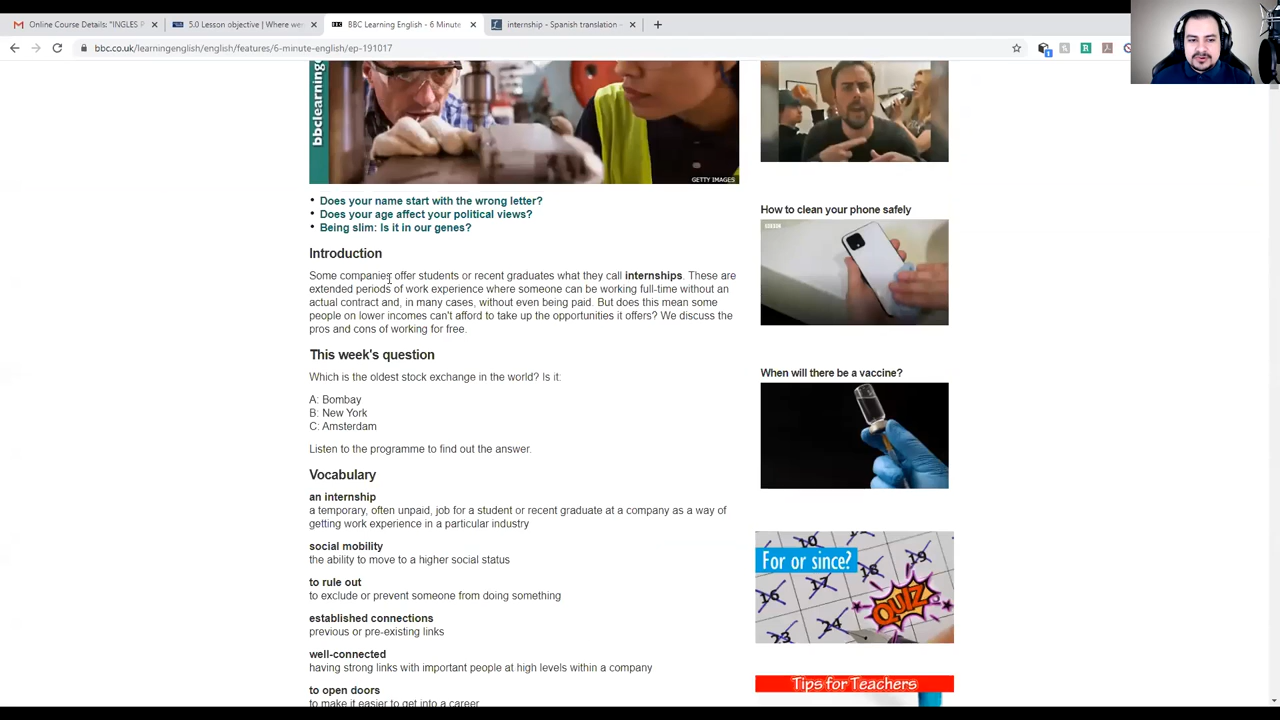 Online Course Details: "INGLES P
5.0 Lesson objective | Where we
BBC Learning English - 6 Minute
internship - Spanish translation -
bbc.co.uk/learningenglish/english/features/6-minute-english/ep-191017
bbclearning
GETTY IMAGES
• Does your name start with the wrong letter?
• Does your age affect your political views?
• Being slim: Is it in our genes?
Introduction
Some companies offer students or recent graduates what they call internships. These are
extended periods of work experience where someone can be working full-time without an
actual contract and, in many cases, without even being paid. But does this mean some
people on lower incomes can't afford to take up the opportunities it offers? We discuss the
pros and cons of working for free.
This week's question
Which is the oldest stock exchange in the world? Is it:
A: Bombay
B: New York
C: Amsterdam
Listen to the programme to find out the answer.
Vocabulary
an internship
a temporary, often unpaid, job for a student or recent graduate at a company as a way of
getting work experience in a particular industry
social mobility
the ability to move to a higher social status
to rule out
to exclude or prevent someone from doing something
established connections
previous or pre-existing links
well-connected
having strong links with important people at high levels within a company
to open doors
to make it easier to get into a career
How to clean your phone safely
When will there be a vaccine?
For or since?
10
16
17
18
19
23
24
QUIZ
Tips for Teachers